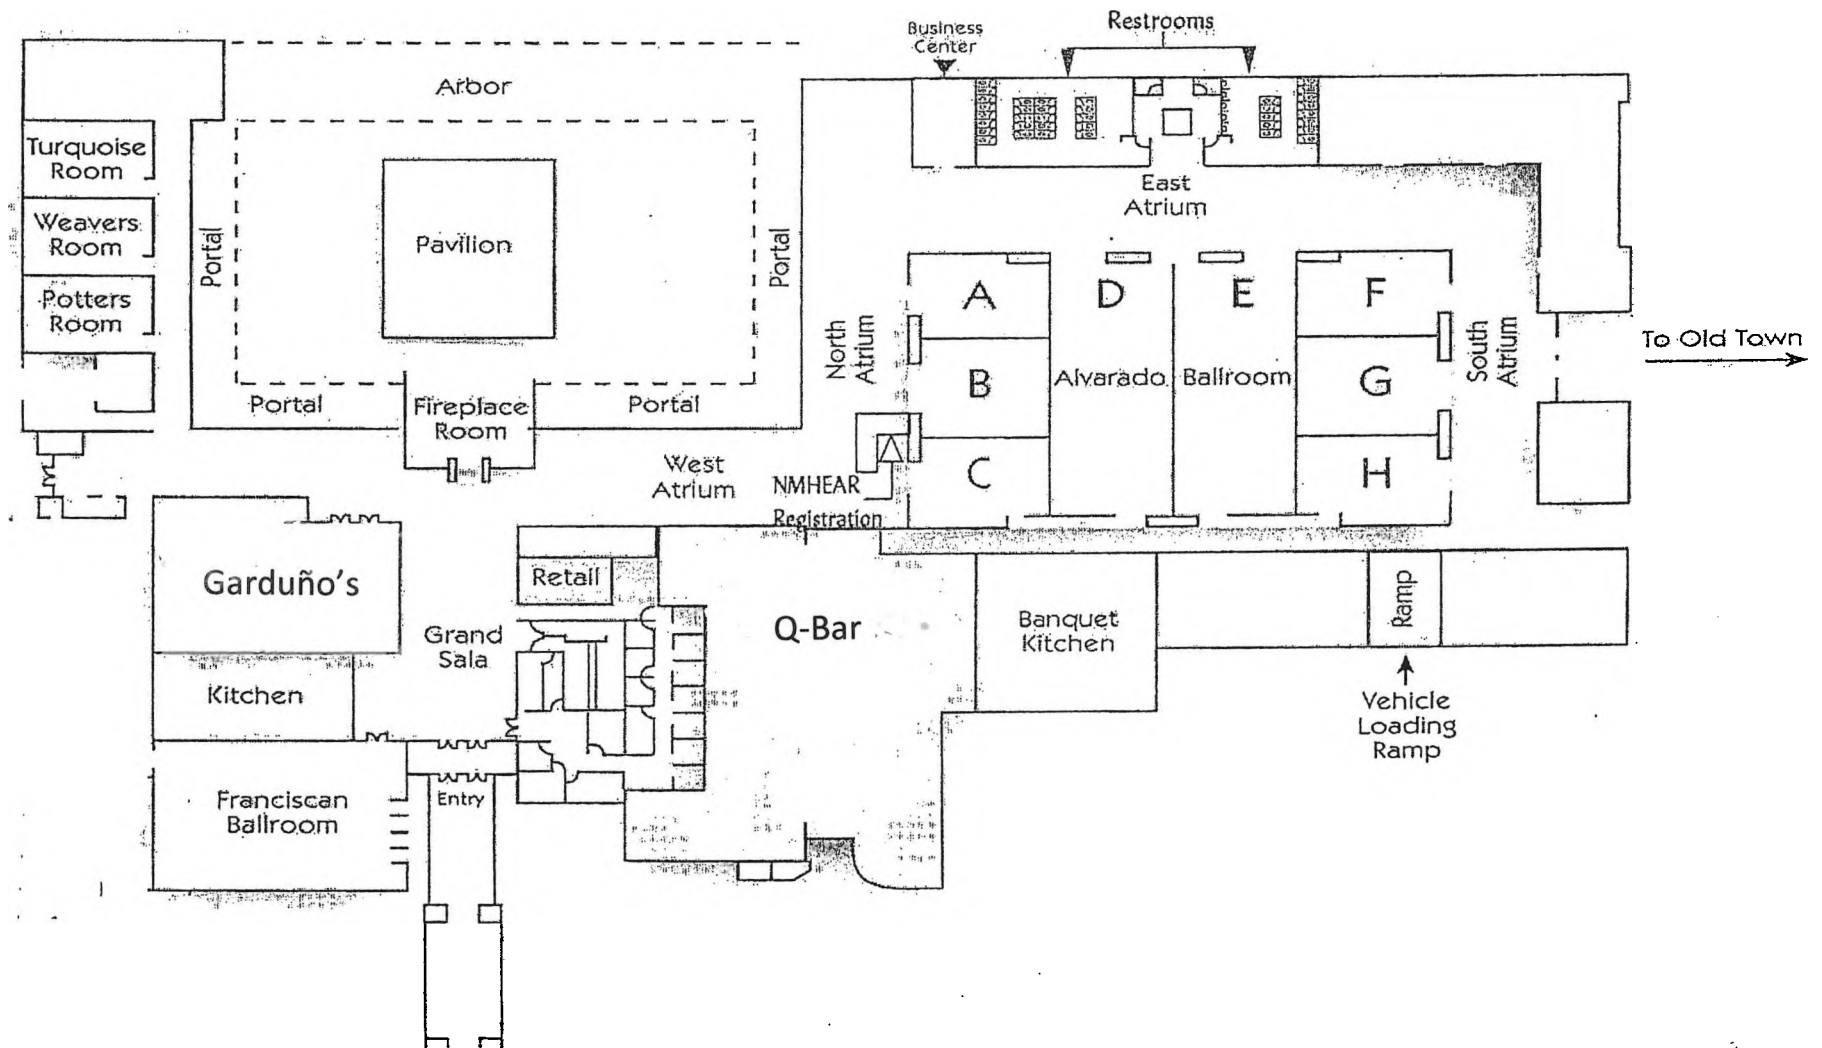 Business
Center
Restrooms
Arbor
Turquoise
Room
Weavers
Room
Potters
Room
Portal
Pavilion
Portal
Portal
Fireplace
Room
Portal
East
Atrium
North
Atrium
A
B
C
D
E
F
G
H
Alvarado Ballroom
South
Atrium
To Old Town
West
Atrium
NMHEAR
Registration
Garduño's
Retail
Grand
Sala
Kitchen
Q-Bar
Banquet
Kitchen
Ramp
Vehicle
Loading
Ramp
Franciscan
Ballroom
Entry